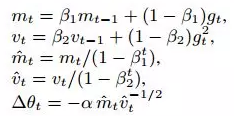 m_t = β_1 m_{t−1} + (1 − β_1)g_t,
v_t = β_2 v_{t−1} + (1 − β_2)g_t^2,
m̂_t = m_t/(1 − β_1^t),
v̂_t = v_t/(1 − β_2^t),
Δθ_t = −α m̂_t v̂_t^{−1/2}